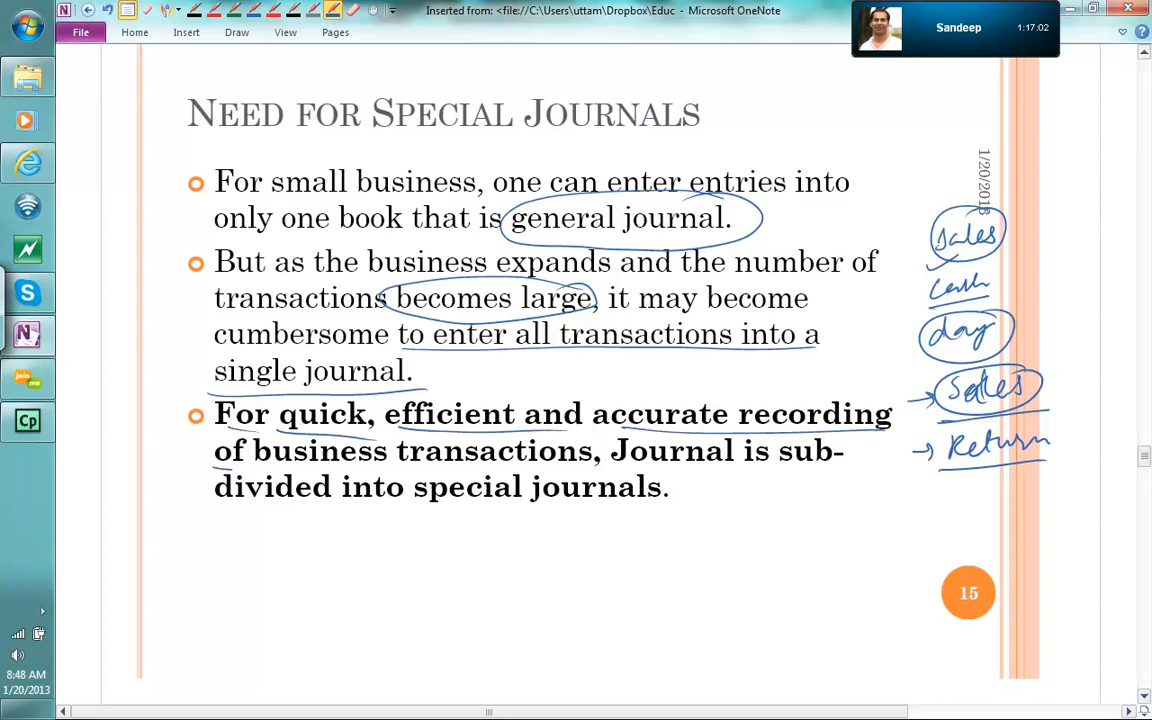 Inserted from: <file://C:\Users\uttam\Dropbox\Educ - Microsoft OneNote
Sandeep
1:17:02
File Home Insert Draw View Pages
NEED FOR SPECIAL JOURNALS
For small business, one can enter entries into
only one book that is general journal.
But as the business expands and the number of
transactions becomes large, it may become
cumbersome to enter all transactions into a
single journal.
For quick, efficient and accurate recording
of business transactions, Journal is sub-
divided into special journals.
1/20/2013
Sales
Cash
day
Sales
Return
15
join
me
Cp
8:48 AM
1/20/2013